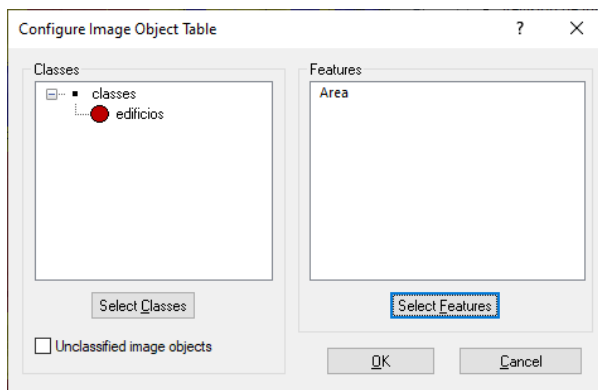 Configure Image Object Table
?
Classes
classes
edificios
Select Classes
Unclassified image objects
Features
Area
Select Features
OK
Cancel